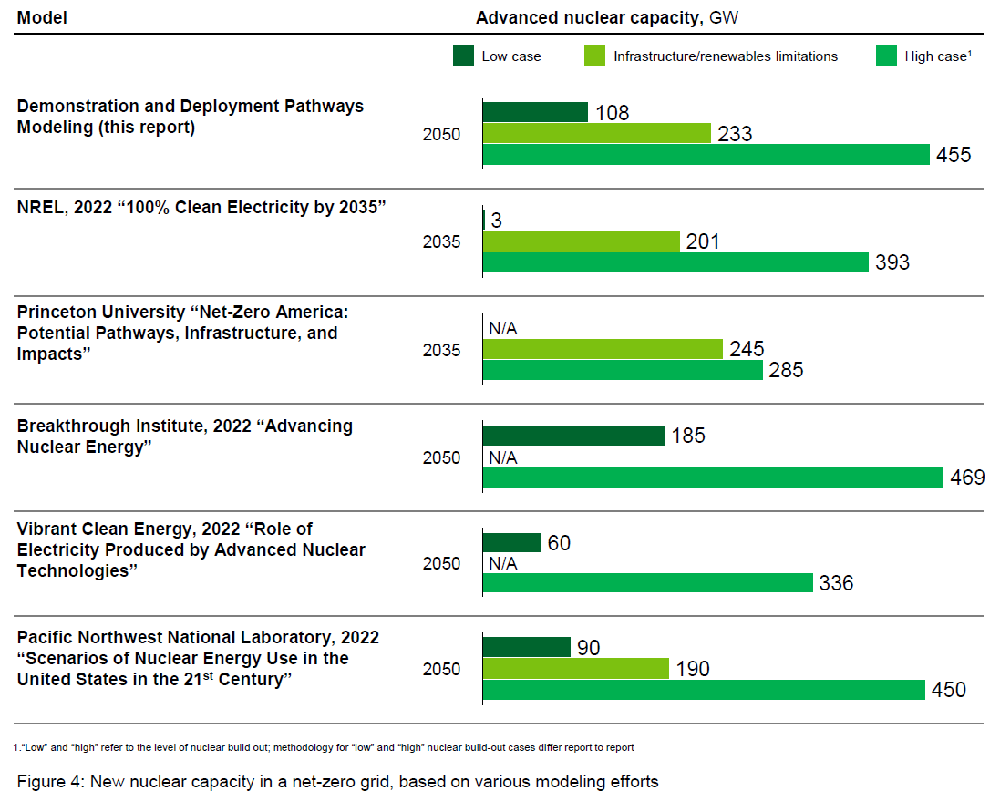 Model
Advanced nuclear capacity, GW
Low case
Infrastructure/renewables limitations
High case¹
Demonstration and Deployment Pathways
Modeling (this report)
2050
108
233
455
NREL, 2022 “100% Clean Electricity by 2035”
2035
3
201
393
Princeton University “Net-Zero America:
Potential Pathways, Infrastructure, and
Impacts”
2035
N/A
245
285
Breakthrough Institute, 2022 “Advancing
Nuclear Energy”
2050
185
N/A
469
Vibrant Clean Energy, 2022 “Role of
Electricity Produced by Advanced Nuclear
Technologies”
2050
60
N/A
336
Pacific Northwest National Laboratory, 2022
“Scenarios of Nuclear Energy Use in the
United States in the 21st Century”
2050
90
190
450
1.“Low” and “high” refer to the level of nuclear build out; methodology for “low” and “high” nuclear build-out cases differ report to report
Figure 4: New nuclear capacity in a net-zero grid, based on various modeling efforts